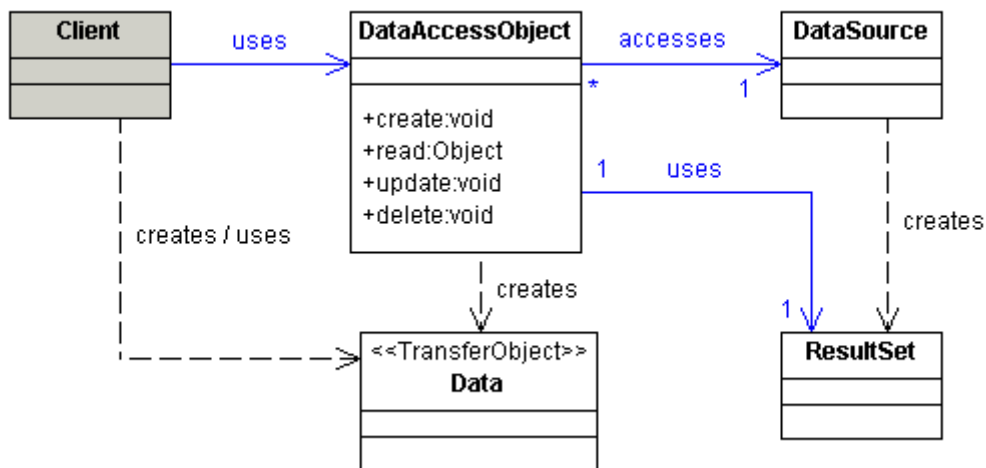 Client
uses
DataAccessObject
accesses
DataSource
* 1
+create:void
+read:Object
+update:void
+delete:void
1 uses
creates / uses
creates
creates
1
<<TransferObject>>
Data
ResultSet